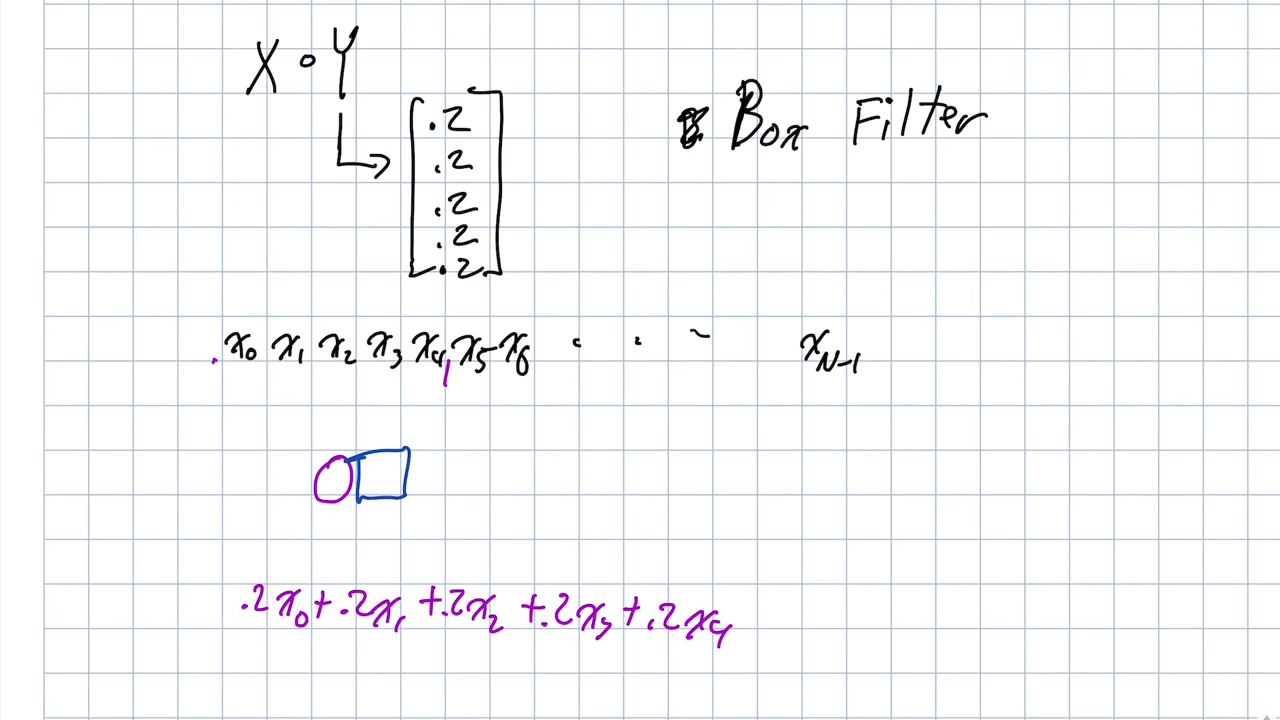 X ∘ Y
Box Filter
.2
.2
.2
.2
.2
x₀ x₁ x₂ x₃ x₄ x₅ x₆ . . ~ x_{N-1}
.2x₀ + .2x₁ + .2x₂ + .2x₃ + .2x₄